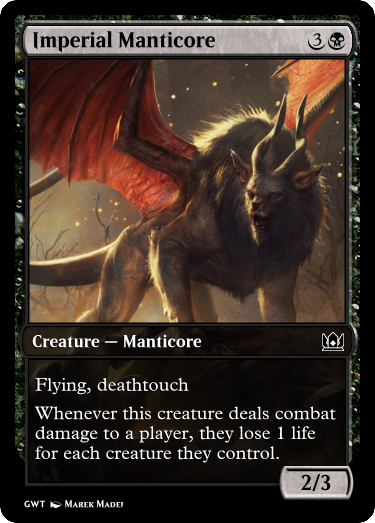 Imperial Manticore 3
Creature — Manticore
Flying, deathtouch
Whenever this creature deals combat
damage to a player, they lose 1 life
for each creature they control.
2/3
GWT Marek Madej